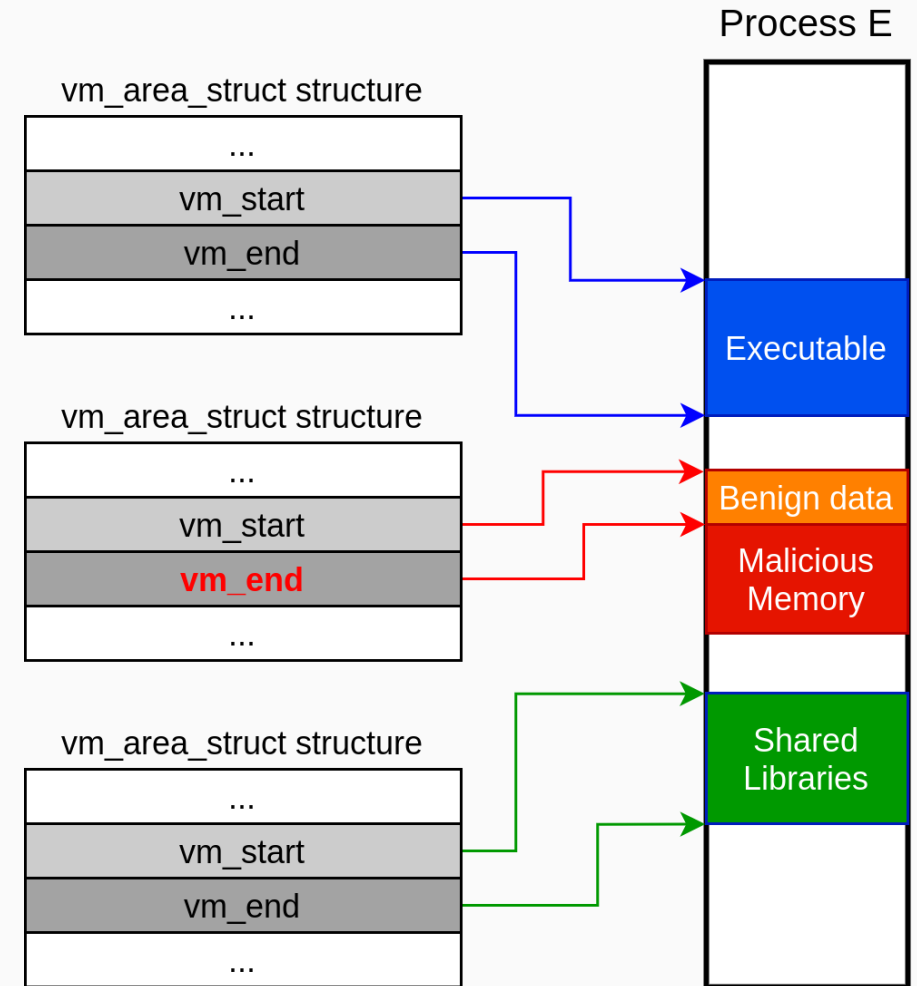 Process E
vm_area_struct structure
...
vm_start
vm_end
...
Executable
vm_area_struct structure
...
vm_start
vm_end
...
Benign data
Malicious
Memory
vm_area_struct structure
...
vm_start
vm_end
...
Shared
Libraries